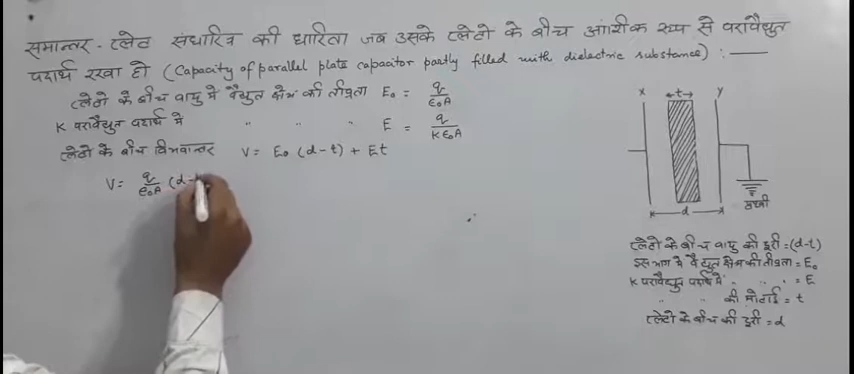 समान्तर - प्लेट संधारित्र की धारिता जब उसके प्लेटो के बीच आंशिक रूप से परावैद्युत
पदार्थ रखा हो (Capacity of parallel plate capacitor partly filled with dielectric substance) : —
प्लेटो के बीच वायु मे वैद्युत क्षेत्र की तीव्रता E₀ = q/ε₀A
K परावैद्युत पदार्थ मे " " " E = q/Kε₀A
प्लेटो के बीच विभवान्तर V = E₀ (d-t) + Et
V = q/ε₀A (d-
x ←t→ y
d
पृथ्वी
प्लेटो के बीच वायु की दूरी = (d-t)
इस भाग मे वैद्युत क्षेत्र की तीव्रता = E₀
K परावैद्युत पदार्थ मे " " = E
" " की मोटाई = t
प्लेटो के बीच की दूरी = d